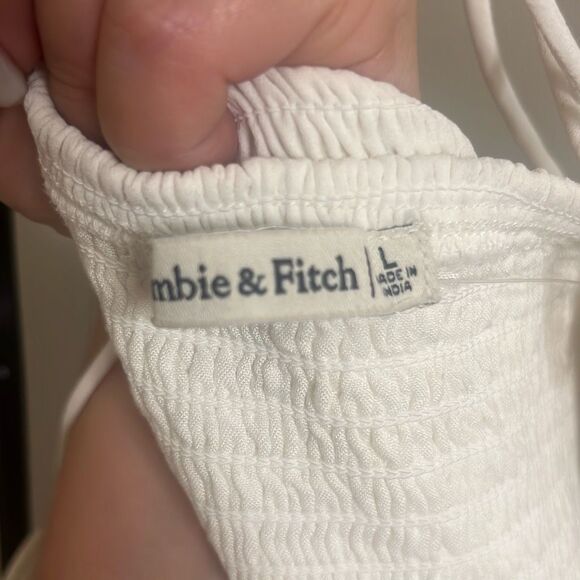 mbie & Fitch
L
MADE IN
INDIA